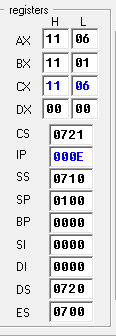 registers
H L
AX 11 06
BX 11 01
CX 11 06
DX 00 00
CS 0721
IP 000E
SS 0710
SP 0100
BP 0000
SI 0000
DI 0000
DS 0720
ES 0700